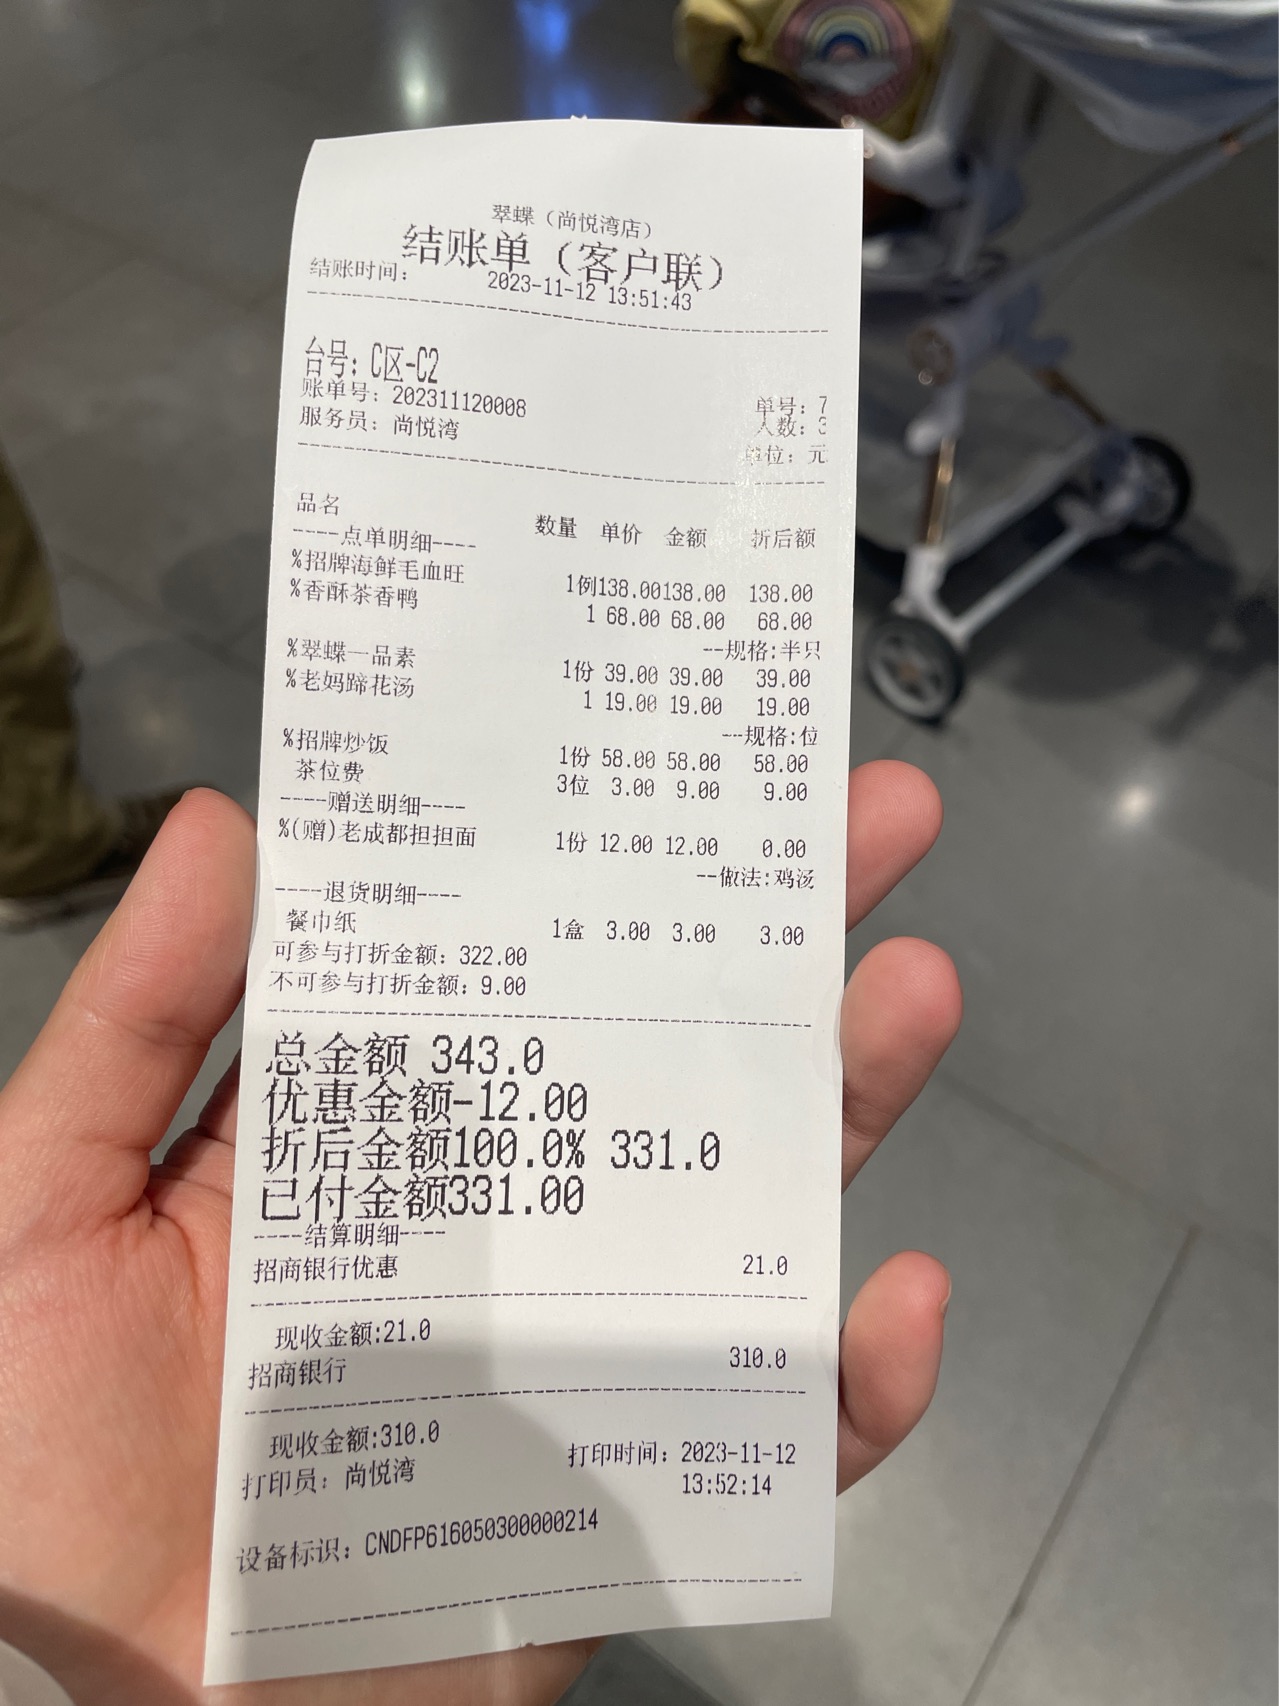 翠蝶（尚悦湾店）
结账单（客户联）
结账时间： 2023-11-12 13:51:43
台号：C区-C2
账单号：202311120008 单号：7
服务员：尚悦湾 人数：3
单位：元
品名 数量 单价 金额 折后额
----点单明细----
%招牌海鲜毛血旺 1例138.00138.00 138.00
%香酥茶香鸭 1 68.00 68.00 68.00
--规格:半只
%翠蝶一品素 1份 39.00 39.00 39.00
%老妈蹄花汤 1 19.00 19.00 19.00
--规格:位
%招牌炒饭 1份 58.00 58.00 58.00
茶位费 3位 3.00 9.00 9.00
----赠送明细----
%(赠)老成都担担面 1份 12.00 12.00 0.00
--做法:鸡汤
----退货明细----
餐巾纸 1盒 3.00 3.00 3.00
可参与打折金额：322.00
不可参与打折金额：9.00
总金额 343.0
优惠金额-12.00
折后金额100.0% 331.0
已付金额331.00
----结算明细----
招商银行优惠 21.0
现收金额:21.0
招商银行 310.0
现收金额:310.0
打印员：尚悦湾 打印时间：2023-11-12
13:52:14
设备标识：CNDFP616050300000214